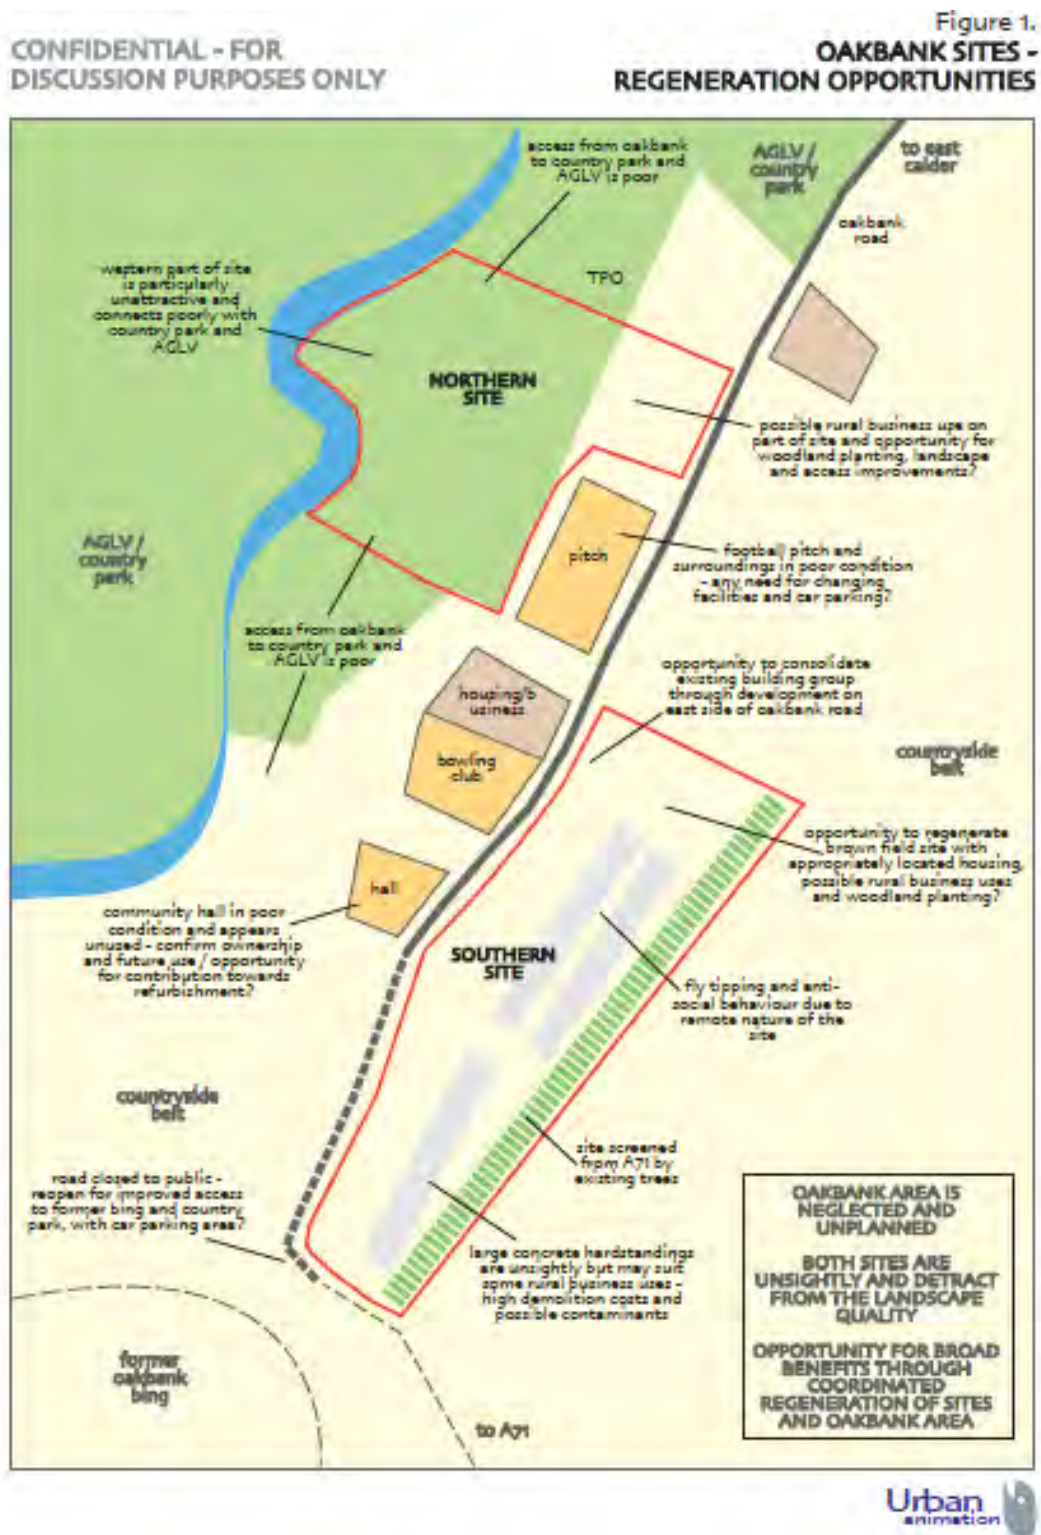 Figure 1.
CONFIDENTIAL - FOR
DISCUSSION PURPOSES ONLY
OAKBANK SITES -
REGENERATION OPPORTUNITIES
access from oakbank
to country park and
AGLV is poor
AGLV /
country
park
to east
calder
oakbank
road
TPO
western part of site
is particularly
unattractive and
connects poorly with
country park and
AGLV
NORTHERN
SITE
possible rural business use on
part of site and opportunity for
woodland planting, landscape
and access improvements?
AGLV /
country
park
pitch
football pitch and
surroundings in poor condition
- any need for changing
facilities and car parking?
access from oakbank
to country park and
AGLV is poor
opportunity to consolidate
existing building group
through development on
east side of oakbank road
housing/b
usiness
bowling
club
countryside
belt
opportunity to regenerate
brown field site with
appropriately located housing,
possible rural business uses
and woodland planting?
hall
community hall in poor
condition and appears
unused - confirm ownership
and future use / opportunity
for contribution towards
refurbishment?
SOUTHERN
SITE
fly tipping and anti-
social behaviour due to
remote nature of the
site
countryside
belt
site screened
from A71 by
existing trees
road closed to public -
reopen for improved access
to former bing and country
park, with car parking area?
large concrete hardstandings
are unsightly but may suit
some rural business uses -
high demolition costs and
possible contaminants
OAKBANK AREA IS
NEGLECTED AND
UNPLANNED
BOTH SITES ARE
UNSIGHTLY AND DETRACT
FROM THE LANDSCAPE
QUALITY
OPPORTUNITY FOR BROAD
BENEFITS THROUGH
COORDINATED
REGENERATION OF SITES
AND OAKBANK AREA
former
oakbank
bing
to A71
Urban
animation